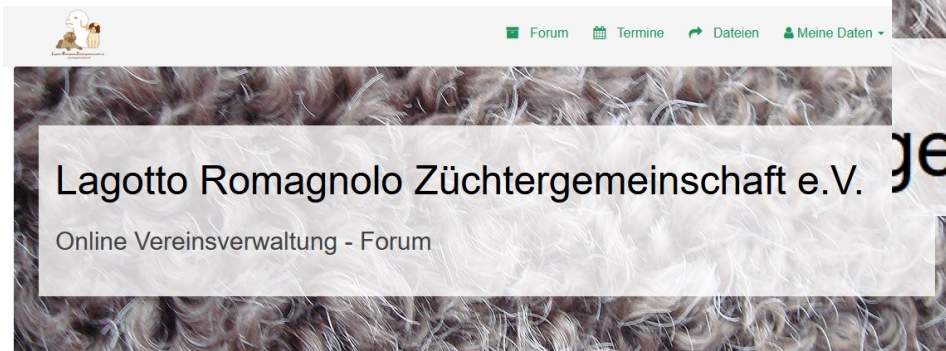 Forum Termine Dateien Meine Daten
Lagotto Romagnolo Züchtergemeinschaft e.V.
ge
Online Vereinsverwaltung - Forum